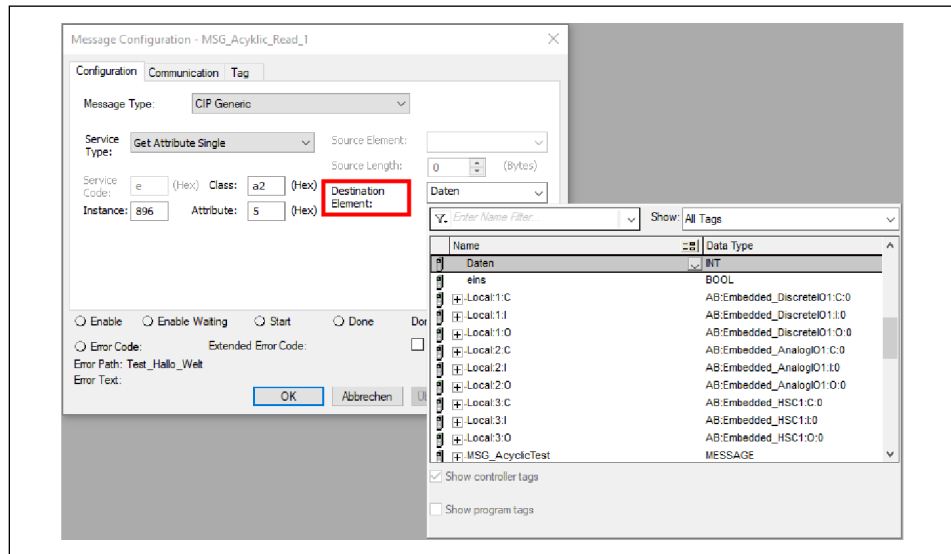 Message Configuration - MSG_Acyklic_Read_1
Configuration Communication Tag
Message Type: CIP Generic
Service Type: Get Attribute Single
Source Element:
Source Length: 0 (Bytes)
Service Code: e (Hex) Class: a2 (Hex)
Destination Element: Daten
Instance: 896 Attribute: 5 (Hex)
Enter Name Filter... Show: All Tags
Name Data Type
Daten INT
eins BOOL
Local:1:C AB:Embedded_DiscreteIO1:C:0
Local:1:I AB:Embedded_DiscreteIO1:I:0
Local:1:O AB:Embedded_DiscreteIO1:O:0
Local:2:C AB:Embedded_AnalogIO1:C:0
Local:2:I AB:Embedded_AnalogIO1:I:0
Local:2:O AB:Embedded_AnalogIO1:O:0
Local:3:C AB:Embedded_HSC1:C:0
Local:3:I AB:Embedded_HSC1:I:0
Local:3:O AB:Embedded_HSC1:O:0
MSG_AcyclicTest MESSAGE
Show controller tags
Show program tags
Enable Enable Waiting Start Done
Error Code: Extended Error Code:
Error Path: Test_Hallo_Welt
Error Text:
OK Abbrechen